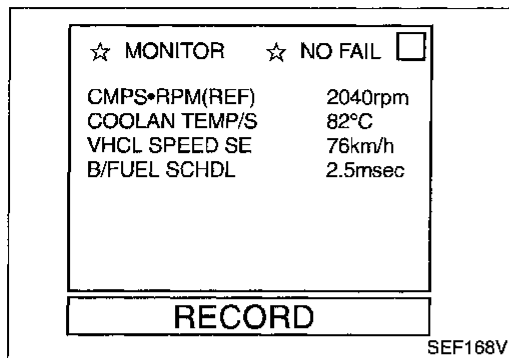 ☆ MONITOR ☆ NO FAIL
CMPS•RPM(REF) 2040rpm
COOLAN TEMP/S 82°C
VHCL SPEED SE 76km/h
B/FUEL SCHDL 2.5msec
RECORD
SEF168V